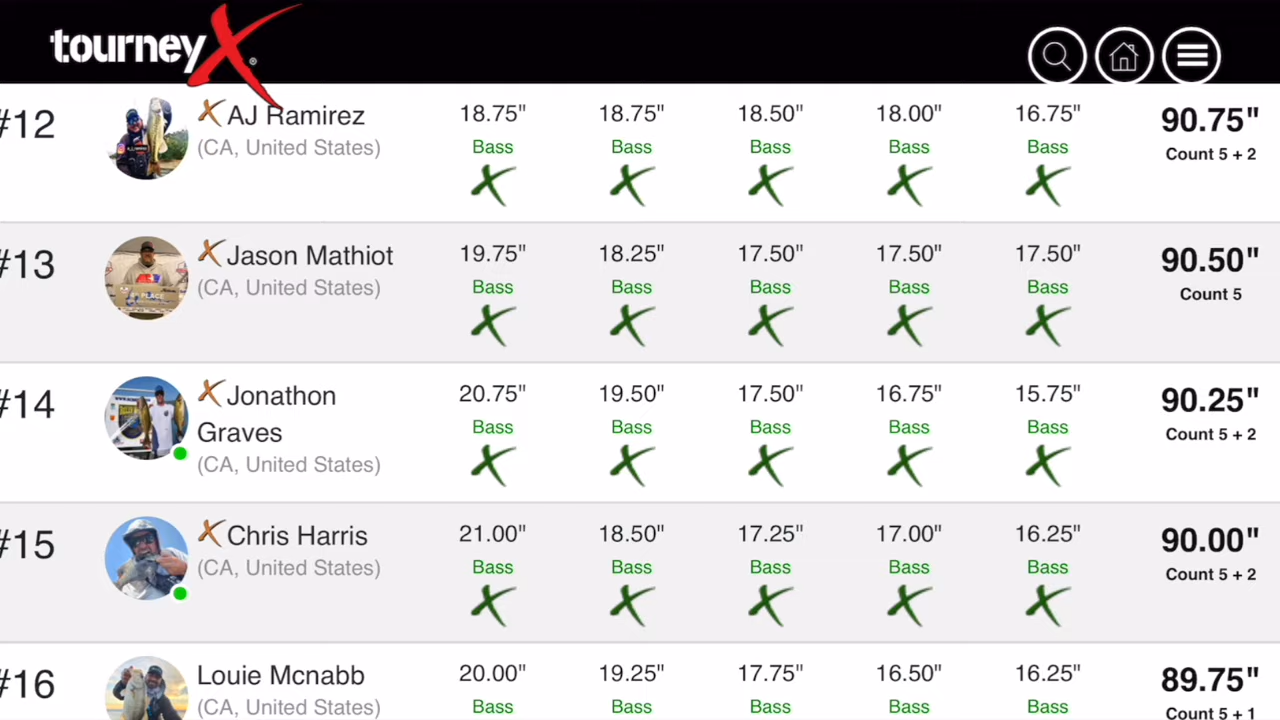 tourneyX®
#12 AJ Ramirez 18.75" 18.75" 18.50" 18.00" 16.75" 90.75"
(CA, United States) Bass Bass Bass Bass Bass Count 5 + 2
#13 Jason Mathiot 19.75" 18.25" 17.50" 17.50" 17.50" 90.50"
(CA, United States) Bass Bass Bass Bass Bass Count 5
#14 Jonathon 20.75" 19.50" 17.50" 16.75" 15.75" 90.25"
Graves Bass Bass Bass Bass Bass Count 5 + 2
(CA, United States)
#15 Chris Harris 21.00" 18.50" 17.25" 17.00" 16.25" 90.00"
(CA, United States) Bass Bass Bass Bass Bass Count 5 + 2
#16 Louie Mcnabb 20.00" 19.25" 17.75" 16.50" 16.25" 89.75"
(CA, United States) Bass Bass Bass Bass Bass Count 5 + 1